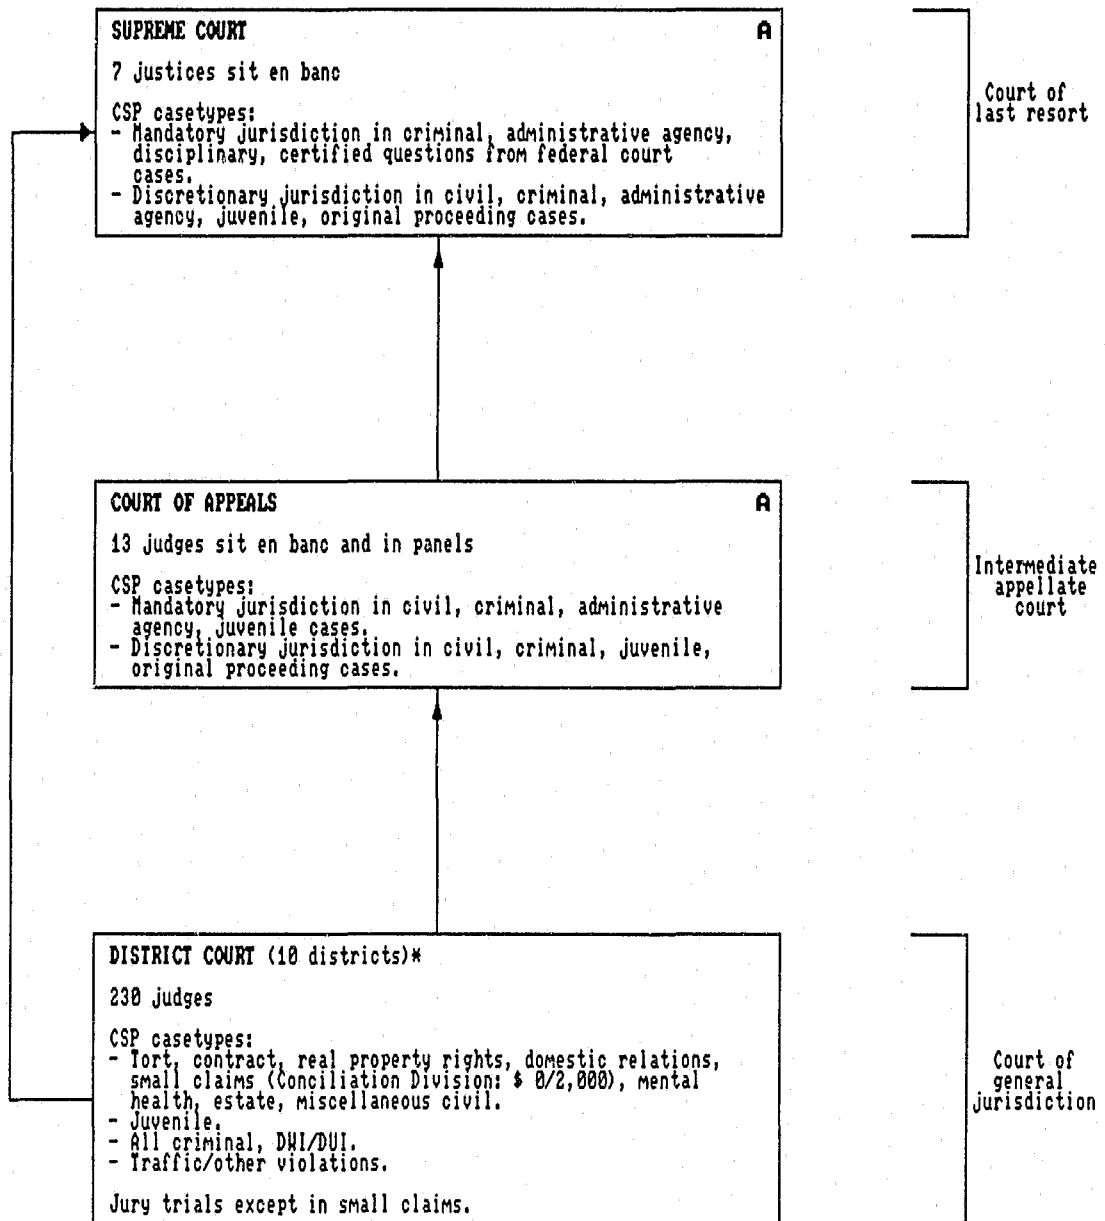 SUPREME COURT A
7 justices sit en banc
CSP casetypes:
- Mandatory jurisdiction in criminal, administrative agency,
disciplinary, certified questions from federal court
cases.
- Discretionary jurisdiction in civil, criminal, administrative
agency, juvenile, original proceeding cases.
Court of
last resort
COURT OF APPEALS A
13 judges sit en banc and in panels
CSP casetypes:
- Mandatory jurisdiction in civil, criminal, administrative
agency, juvenile cases.
- Discretionary jurisdiction in civil, criminal, juvenile,
original proceeding cases.
Intermediate
appellate
court
DISTRICT COURT (10 districts)*
230 judges
CSP casetypes:
- Tort, contract, real property rights, domestic relations,
small claims (Conciliation Division: $ 0/2,000), mental
health, estate, miscellaneous civil.
- Juvenile.
- All criminal, DWI/DUI.
- Traffic/other violations.
Jury trials except in small claims.
Court of
general
jurisdiction